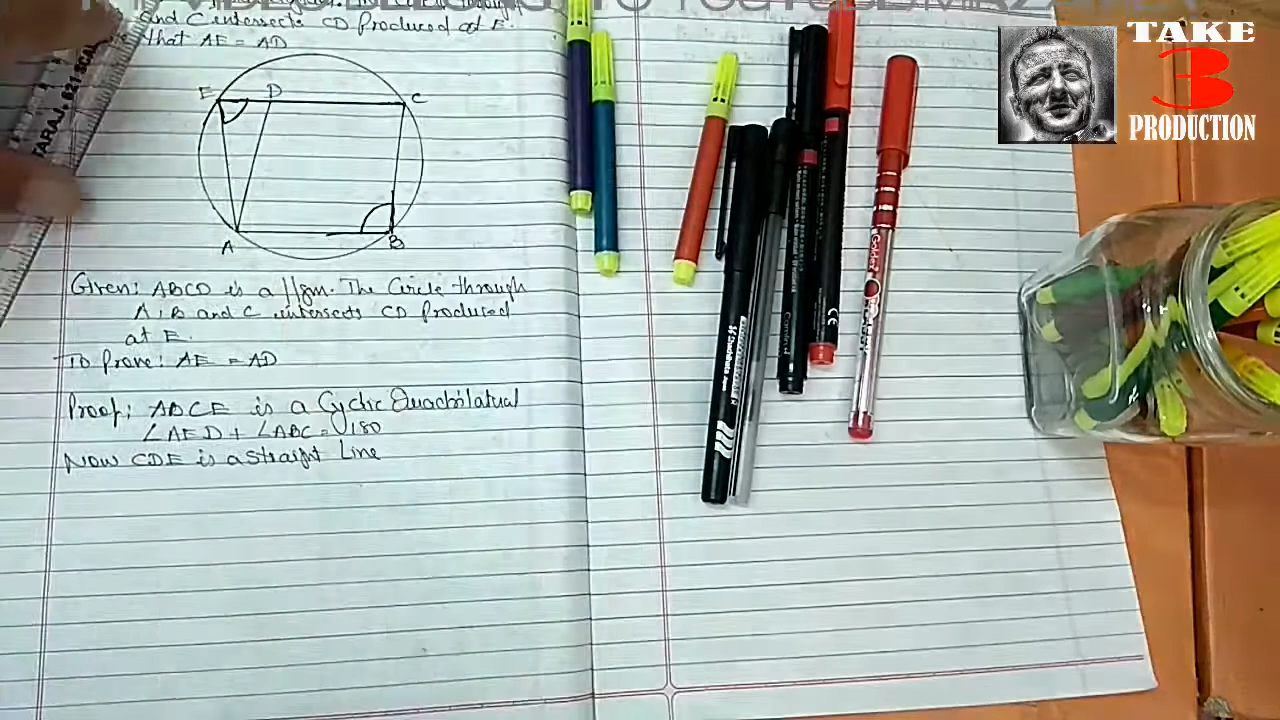 and C intersects CD Produced at E
that AE = AD
E D C
A B
Given: ABCD is a ||gm. The Circle through
A, B and C intersects CD Produced
at E.
To Prove: AE = AD
Proof: ABCE is a Cyclic Quadrilatual
∠AED + ∠ABC = 180
Now CDE is a straight Line
TAKE
3
PRODUCTION